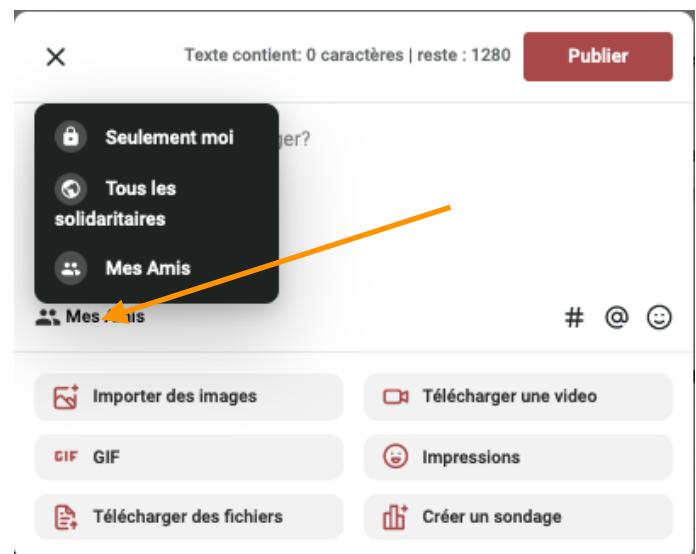 Texte contient: 0 caractères | reste : 1280
Publier
Seulement moi
ger?
Tous les
solidaritaires
Mes Amis
Mes Amis
# @
Importer des images
Télécharger une video
GIF GIF
Impressions
Télécharger des fichiers
Créer un sondage